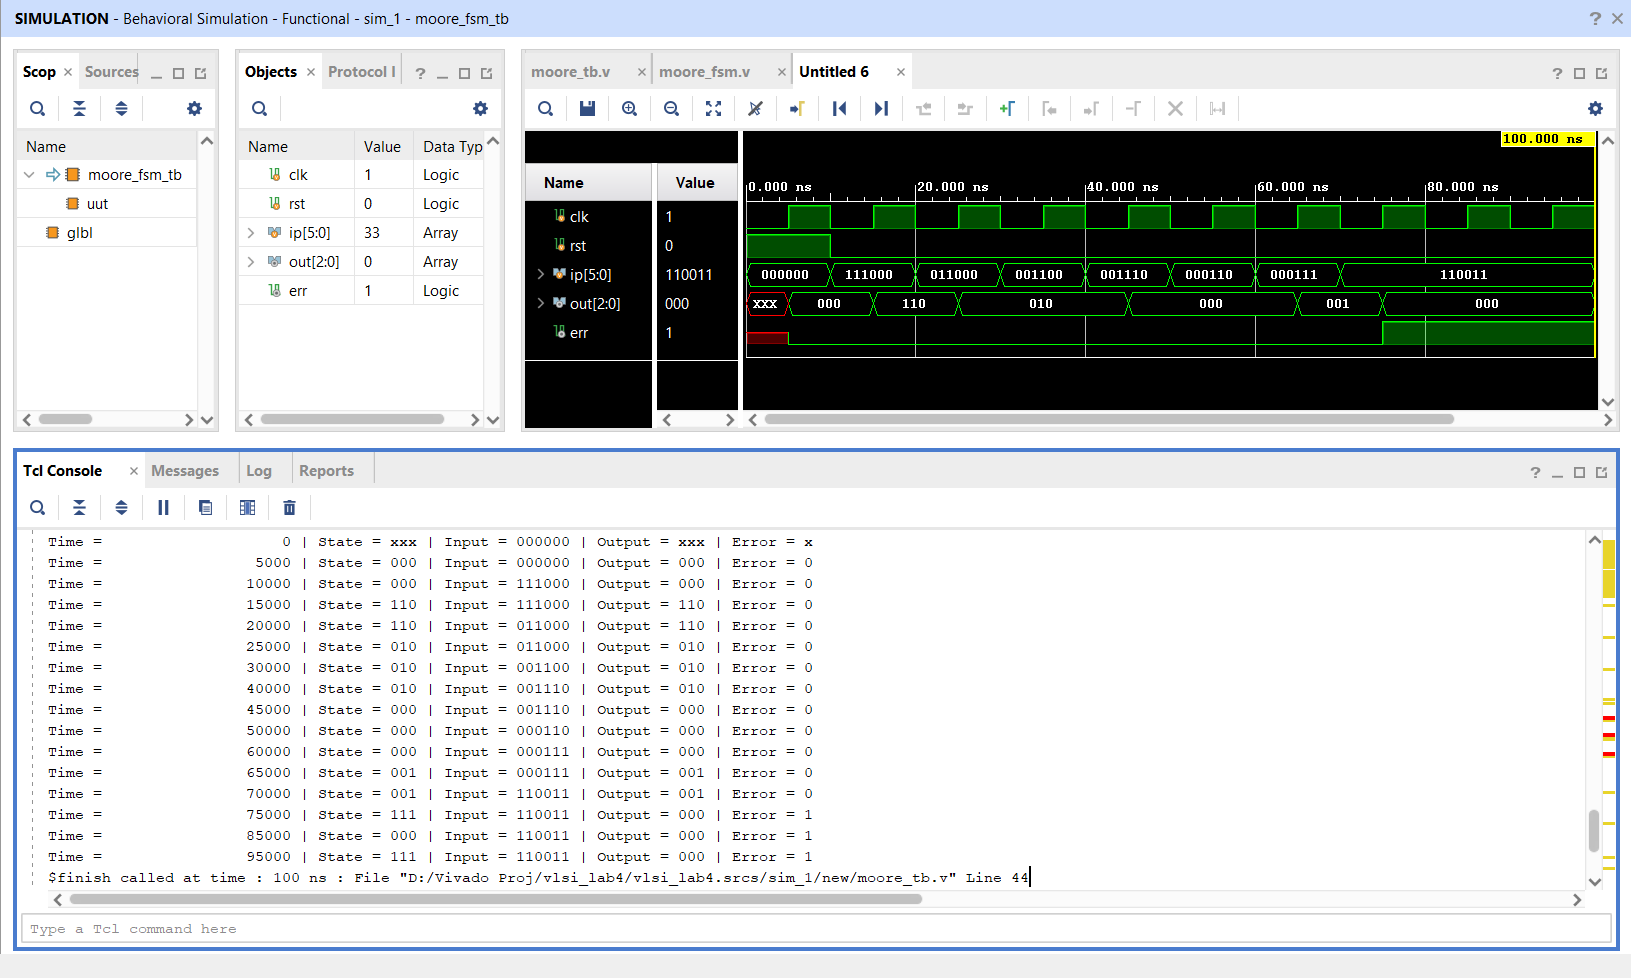 SIMULATION - Behavioral Simulation - Functional - sim_1 - moore_fsm_tb
Scop
Sources
Name
moore_fsm_tb
uut
glbl
Objects
Protocol I
Name Value Data Typ
clk 1 Logic
rst 0 Logic
ip[5:0] 33 Array
out[2:0] 0 Array
err 1 Logic
moore_tb.v
moore_fsm.v
Untitled 6
100.000 ns
Name Value
0.000 ns 20.000 ns 40.000 ns 60.000 ns 80.000 ns
clk 1
rst 0
ip[5:0] 110011 000000 111000 011000 001100 001110 000110 000111 110011
out[2:0] 000 xxx 000 110 010 000 001 000
err 1
Tcl Console
Messages
Log
Reports
Time = 0 | State = xxx | Input = 000000 | Output = xxx | Error = x
Time = 5000 | State = 000 | Input = 000000 | Output = 000 | Error = 0
Time = 10000 | State = 000 | Input = 111000 | Output = 000 | Error = 0
Time = 15000 | State = 110 | Input = 111000 | Output = 110 | Error = 0
Time = 20000 | State = 110 | Input = 011000 | Output = 110 | Error = 0
Time = 25000 | State = 010 | Input = 011000 | Output = 010 | Error = 0
Time = 30000 | State = 010 | Input = 001100 | Output = 010 | Error = 0
Time = 40000 | State = 010 | Input = 001110 | Output = 010 | Error = 0
Time = 45000 | State = 000 | Input = 001110 | Output = 000 | Error = 0
Time = 50000 | State = 000 | Input = 000110 | Output = 000 | Error = 0
Time = 60000 | State = 000 | Input = 000111 | Output = 000 | Error = 0
Time = 65000 | State = 001 | Input = 000111 | Output = 001 | Error = 0
Time = 70000 | State = 001 | Input = 110011 | Output = 001 | Error = 0
Time = 75000 | State = 111 | Input = 110011 | Output = 000 | Error = 1
Time = 85000 | State = 000 | Input = 110011 | Output = 000 | Error = 1
Time = 95000 | State = 111 | Input = 110011 | Output = 000 | Error = 1
$finish called at time : 100 ns : File "D:/Vivado Proj/vlsi_lab4/vlsi_lab4.srcs/sim_1/new/moore_tb.v" Line 44
Type a Tcl command here